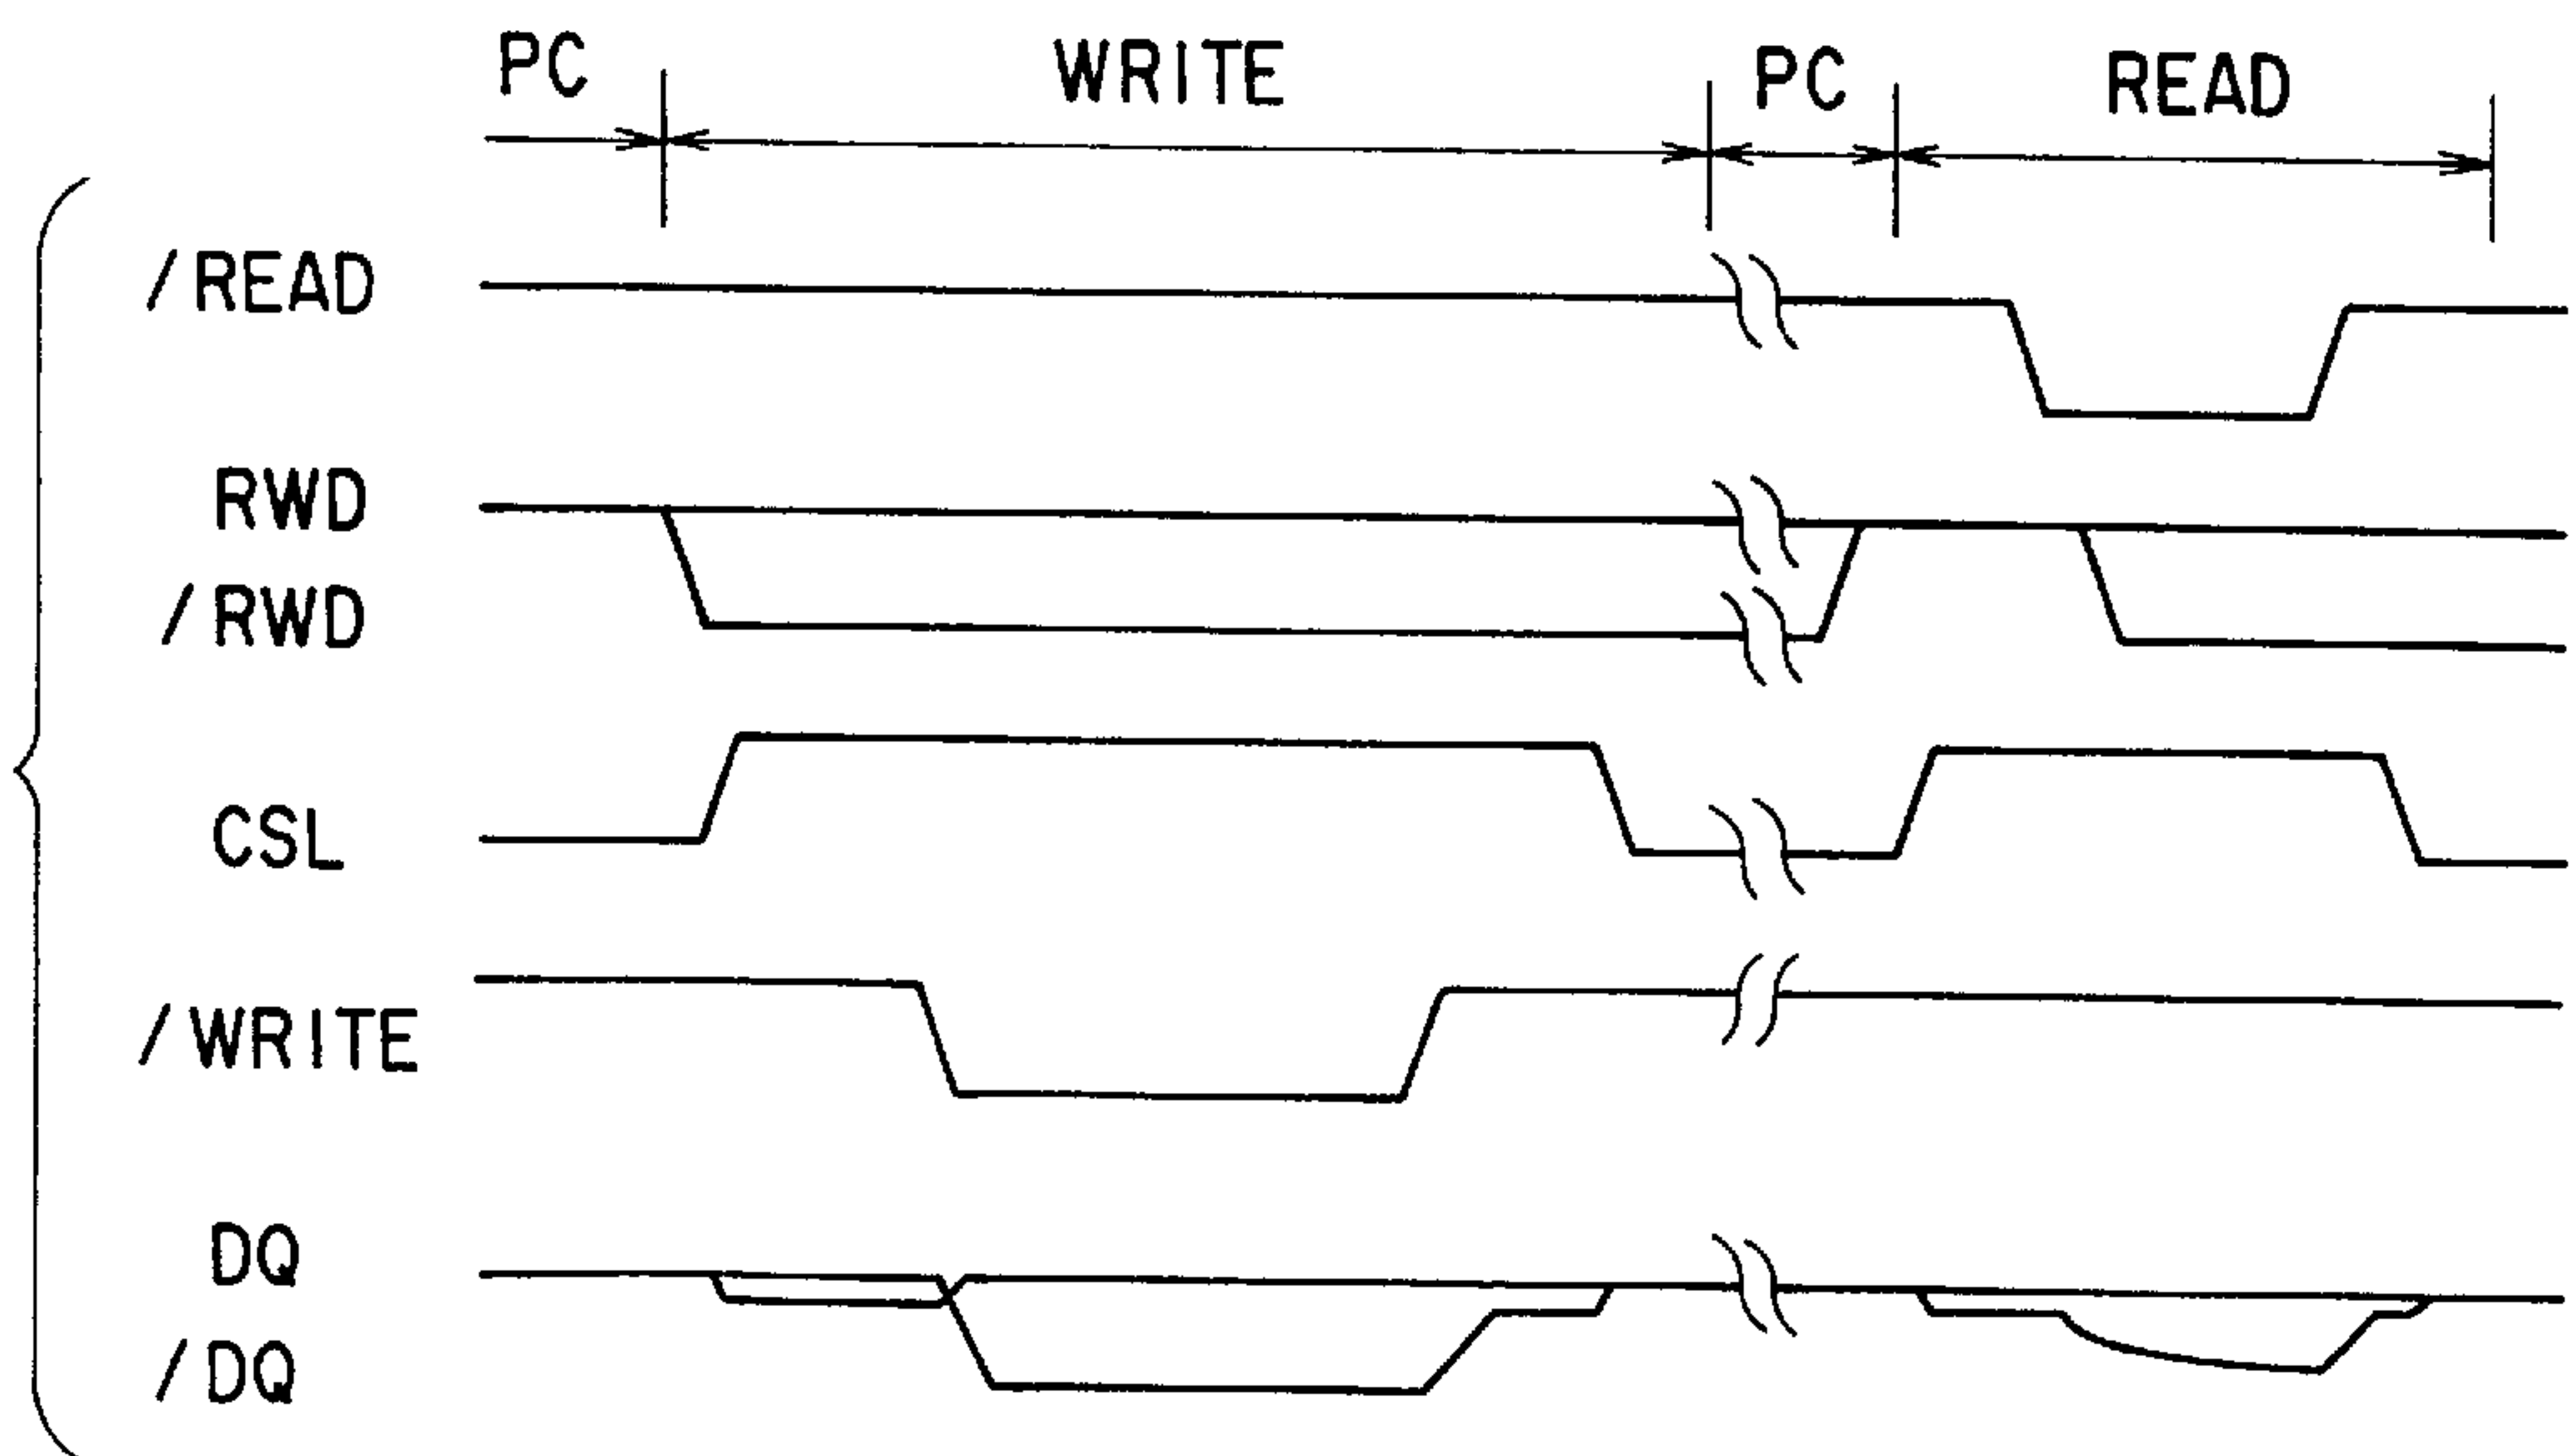 PC WRITE PC READ
/READ
RWD
/RWD
CSL
/WRITE
DQ
/DQ